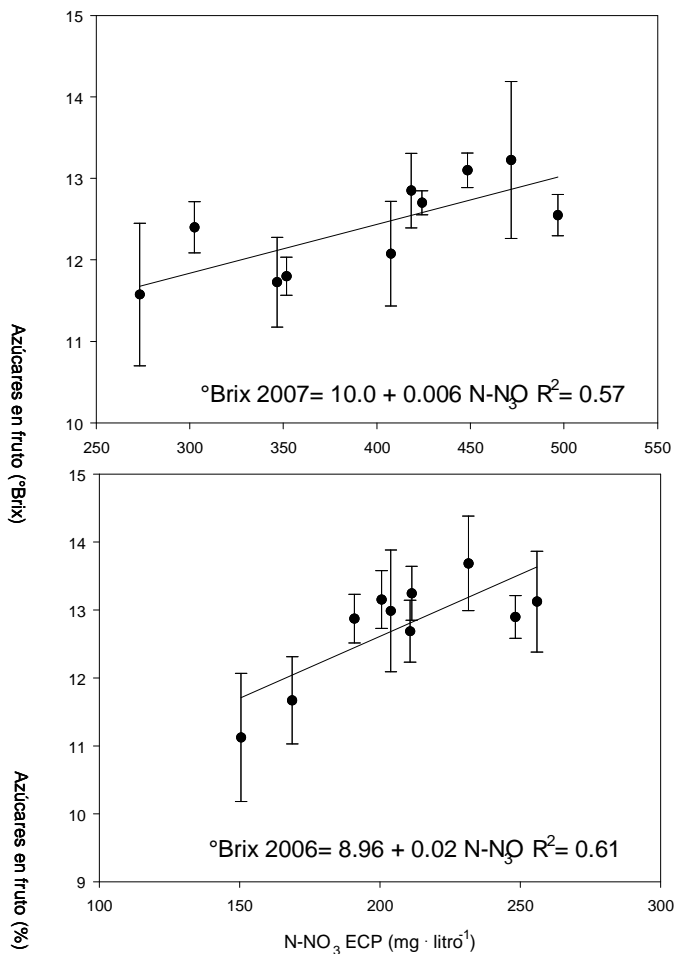 15
14
13
12
11
10
250 300 350 400 450 500 550
°Brix 2007= 10.0 + 0.006 N-NO3 R2= 0.57
Azúcares en fruto (°Brix)
15
14
13
12
11
10
9
100 150 200 250 300
°Brix 2006= 8.96 + 0.02 N-NO3 R2= 0.61
Azúcares en fruto (%)
N-NO3 ECP (mg · litro-1)